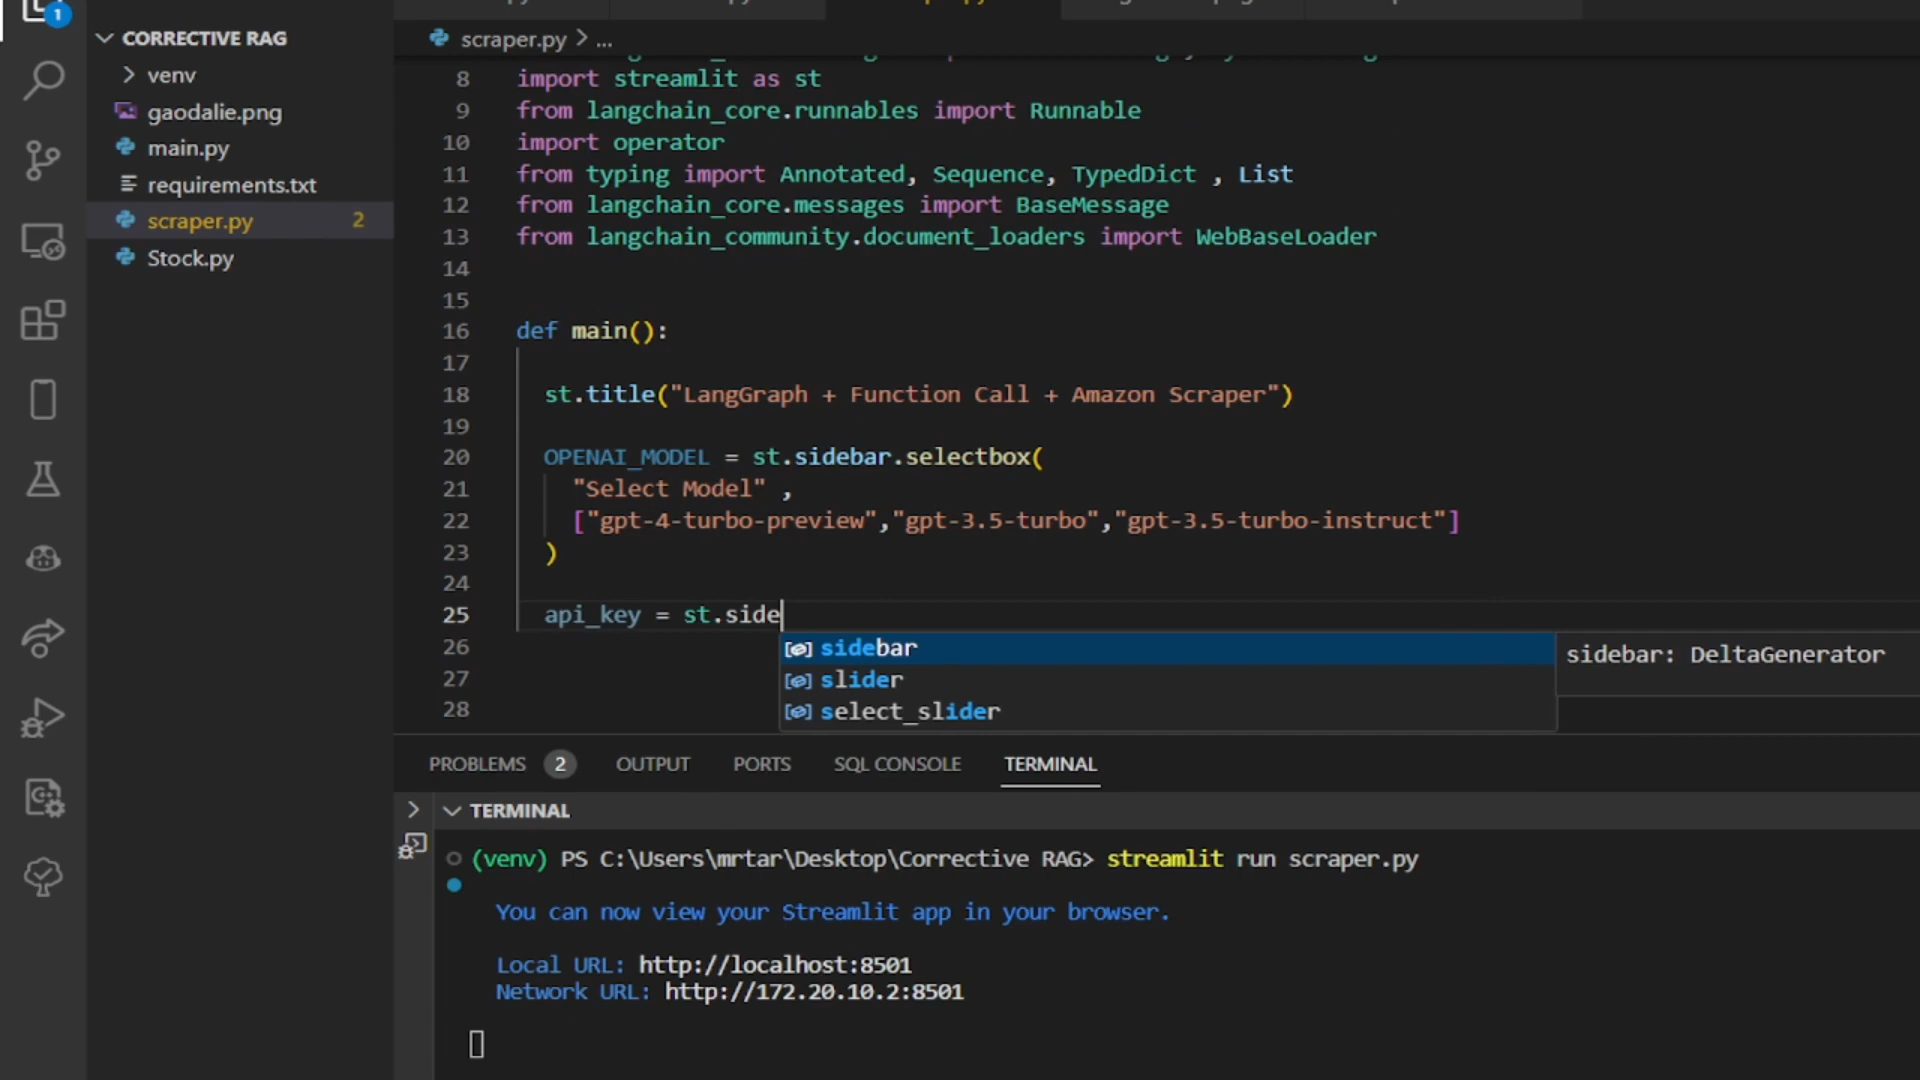 1
CORRECTIVE RAG
venv
gaodalie.png
main.py
requirements.txt
scraper.py 2
Stock.py
scraper.py > ...
8 import streamlit as st
9 from langchain_core.runnables import Runnable
10 import operator
11 from typing import Annotated, Sequence, TypedDict , List
12 from langchain_core.messages import BaseMessage
13 from langchain_community.document_loaders import WebBaseLoader
14
15
16 def main():
17
18 st.title("LangGraph + Function Call + Amazon Scraper")
19
20 OPENAI_MODEL = st.sidebar.selectbox(
21 "Select Model" ,
22 ["gpt-4-turbo-preview","gpt-3.5-turbo","gpt-3.5-turbo-instruct"]
23 )
24
25 api_key = st.side
26
27
28
sidebar
slider
select_slider
sidebar: DeltaGenerator
PROBLEMS 2 OUTPUT PORTS SQL CONSOLE TERMINAL
TERMINAL
(venv) PS C:\Users\mrtar\Desktop\Corrective RAG> streamlit run scraper.py
You can now view your Streamlit app in your browser.
Local URL: http://localhost:8501
Network URL: http://172.20.10.2:8501